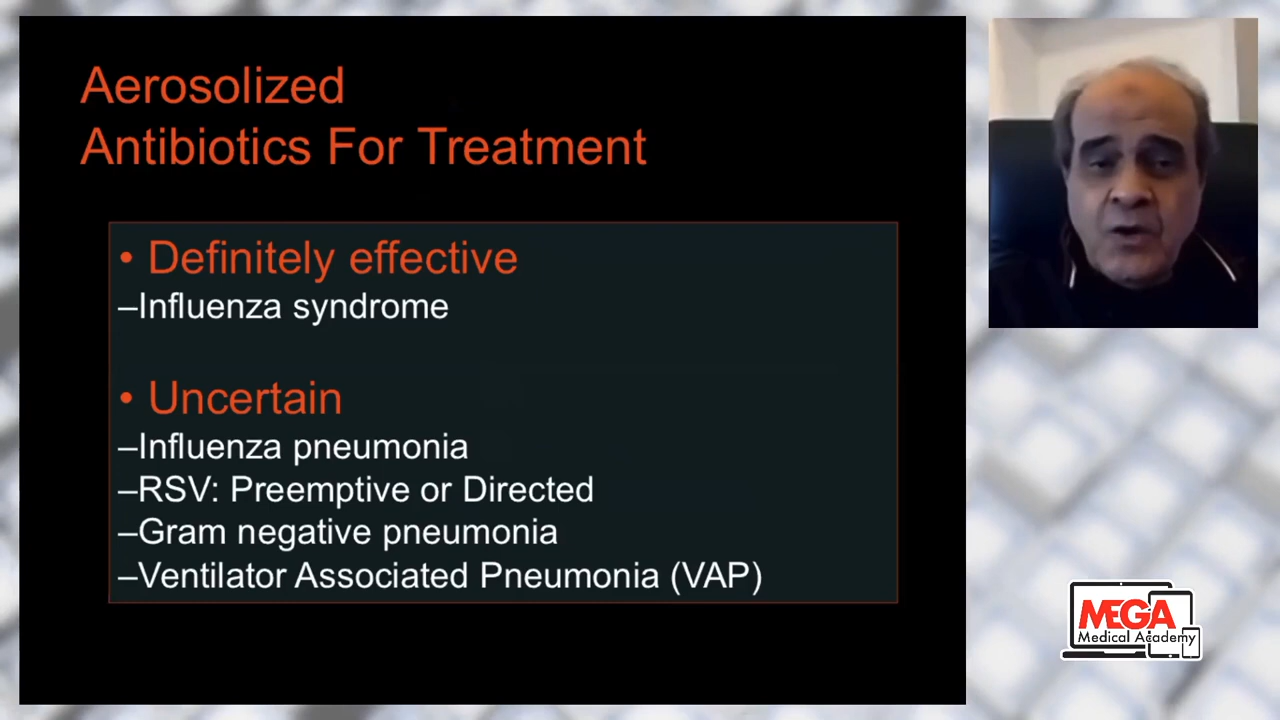 Aerosolized
Antibiotics For Treatment
• Definitely effective
–Influenza syndrome
• Uncertain
–Influenza pneumonia
–RSV: Preemptive or Directed
–Gram negative pneumonia
–Ventilator Associated Pneumonia (VAP)
MEGA
Medical Academy